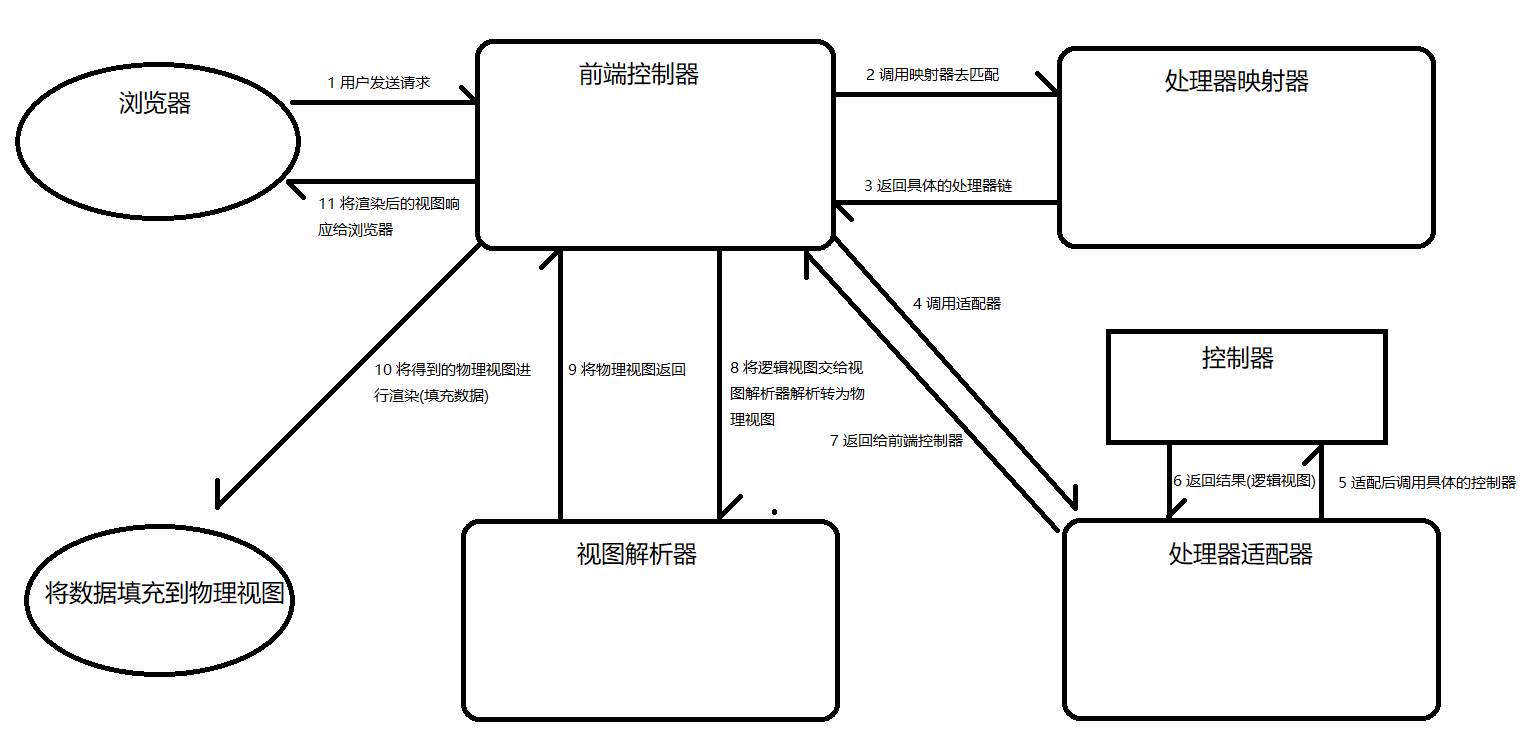 浏览器
1 用户发送请求
前端控制器
2 调用映射器去匹配
处理器映射器
3 返回具体的处理器链
11 将渲染后的视图响
应给浏览器
4 调用适配器
10 将得到的物理视图进
行渲染(填充数据)
9 将物理视图返回
8 将逻辑视图交给视
图解析器解析转为物
理视图
7 返回给前端控制器
控制器
6 返回结果(逻辑视图)
5 适配后调用具体的控制器
将数据填充到物理视图
视图解析器
处理器适配器